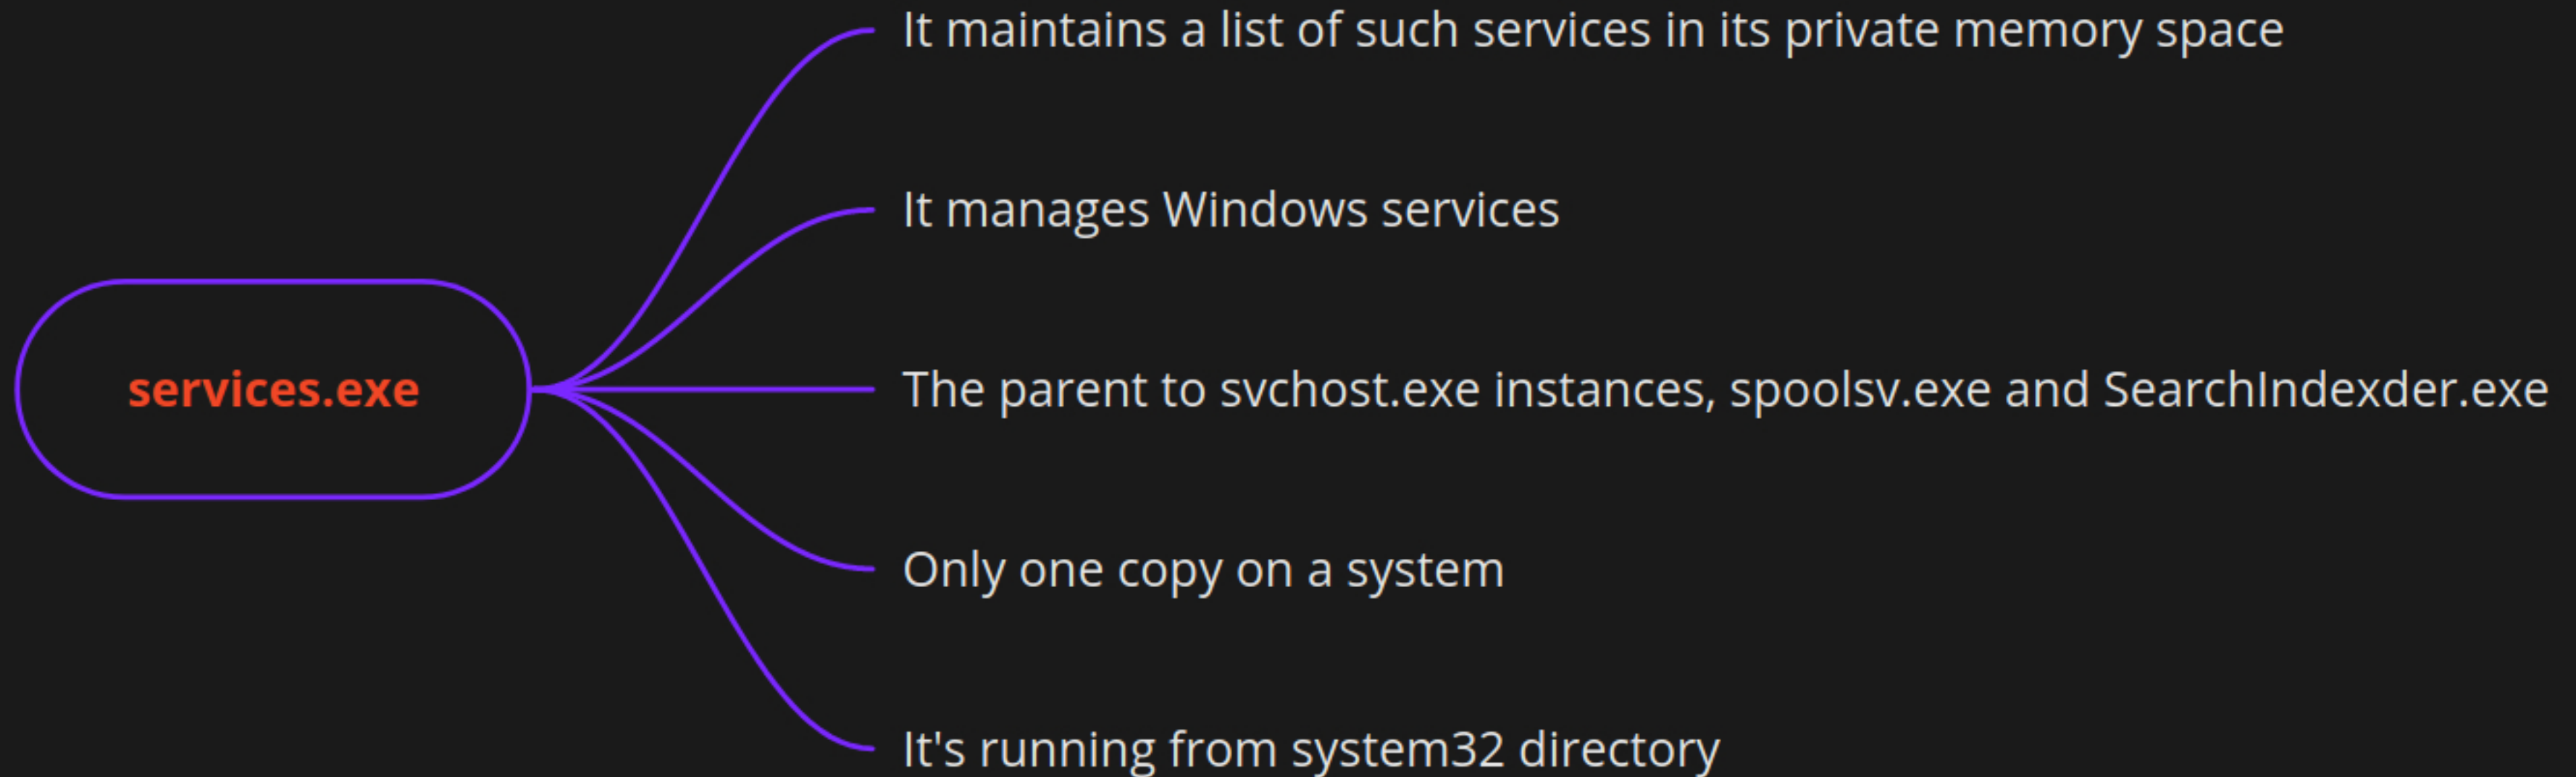 It maintains a list of such services in its private memory space
It manages Windows services
services.exe
The parent to svchost.exe instances, spoolsv.exe and SearchIndexder.exe
Only one copy on a system
It's running from system32 directory